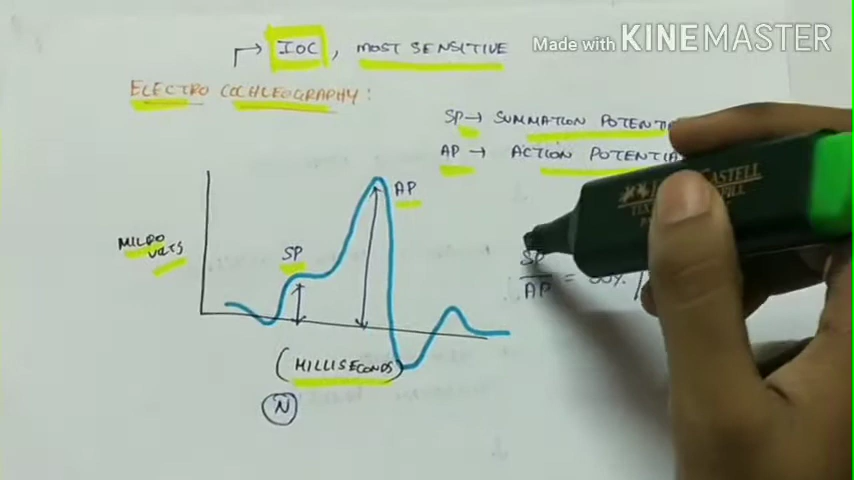 Made with KINEMASTER
→ IOC, MOST SENSITIVE
ELECTRO COCHLEOGRAPHY:
SP → SUMMATION
AP → ACTION
AP
MICRO
VOLTS
SP
SP
AP =
(MILLISECONDS)
N